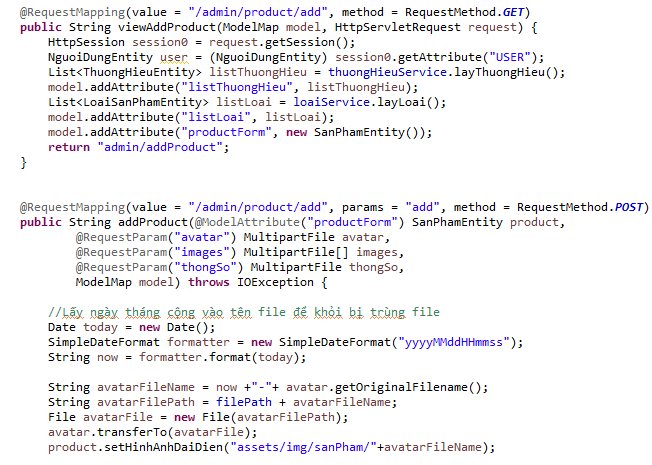 @RequestMapping(value = "/admin/product/add", method = RequestMethod.GET)
public String viewAddProduct(ModelMap model, HttpServletRequest request) {
    HttpSession session0 = request.getSession();
    NguoiDungEntity user = (NguoiDungEntity) session0.getAttribute("USER");
    List<ThuongHieuEntity> listThuongHieu = thuongHieuService.layThuongHieu();
    model.addAttribute("listThuongHieu", listThuongHieu);
    List<LoaiSanPhamEntity> listLoai = loaiService.layLoai();
    model.addAttribute("listLoai", listLoai);
    model.addAttribute("productForm", new SanPhamEntity());
    return "admin/addProduct";
}
@RequestMapping(value = "/admin/product/add", params = "add", method = RequestMethod.POST)
public String addProduct(@ModelAttribute("productForm") SanPhamEntity product,
        @RequestParam("avatar") MultipartFile avatar,
        @RequestParam("images") MultipartFile[] images,
        @RequestParam("thongSo") MultipartFile thongSo,
        ModelMap model) throws IOException {
    //Lấy ngày tháng cộng vào tên file để khỏi bị trùng file
    Date today = new Date();
    SimpleDateFormat formatter = new SimpleDateFormat("yyyyMMddHHmmss");
    String now = formatter.format(today);
    String avatarFileName = now +"-"+ avatar.getOriginalFilename();
    String avatarFilePath = filePath + avatarFileName;
    File avatarFile = new File(avatarFilePath);
    avatar.transferTo(avatarFile);
    product.setHinhAnhDaiDien("assets/img/sanPham/"+avatarFileName);